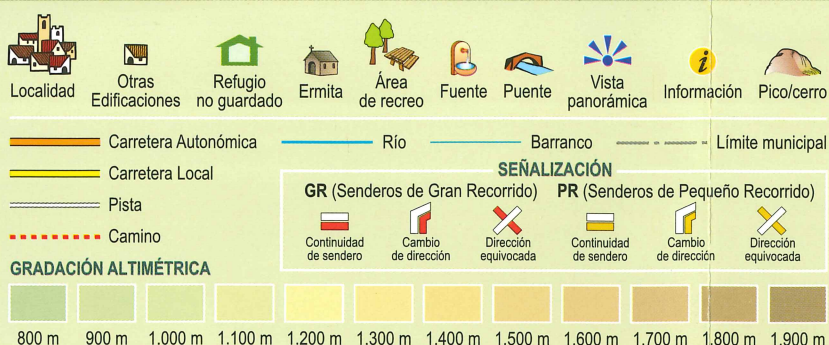 Localidad
Otras
Edificaciones
Refugio
no guardado
Ermita
Área
de recreo
Fuente
Puente
Vista
panorámica
i
Información
Pico/cerro
Carretera Autonómica
Río
Barranco
Límite municipal
Carretera Local
Pista
Camino
SEÑALIZACIÓN
GR (Senderos de Gran Recorrido)
PR (Senderos de Pequeño Recorrido)
Continuidad
de sendero
Cambio
de dirección
Dirección
equivocada
Continuidad
de sendero
Cambio
de dirección
Dirección
equivocada
GRADACIÓN ALTIMÉTRICA
800 m 900 m 1.000 m 1.100 m 1.200 m 1.300 m 1.400 m 1.500 m 1.600 m 1.700 m 1.800 m 1.900 m